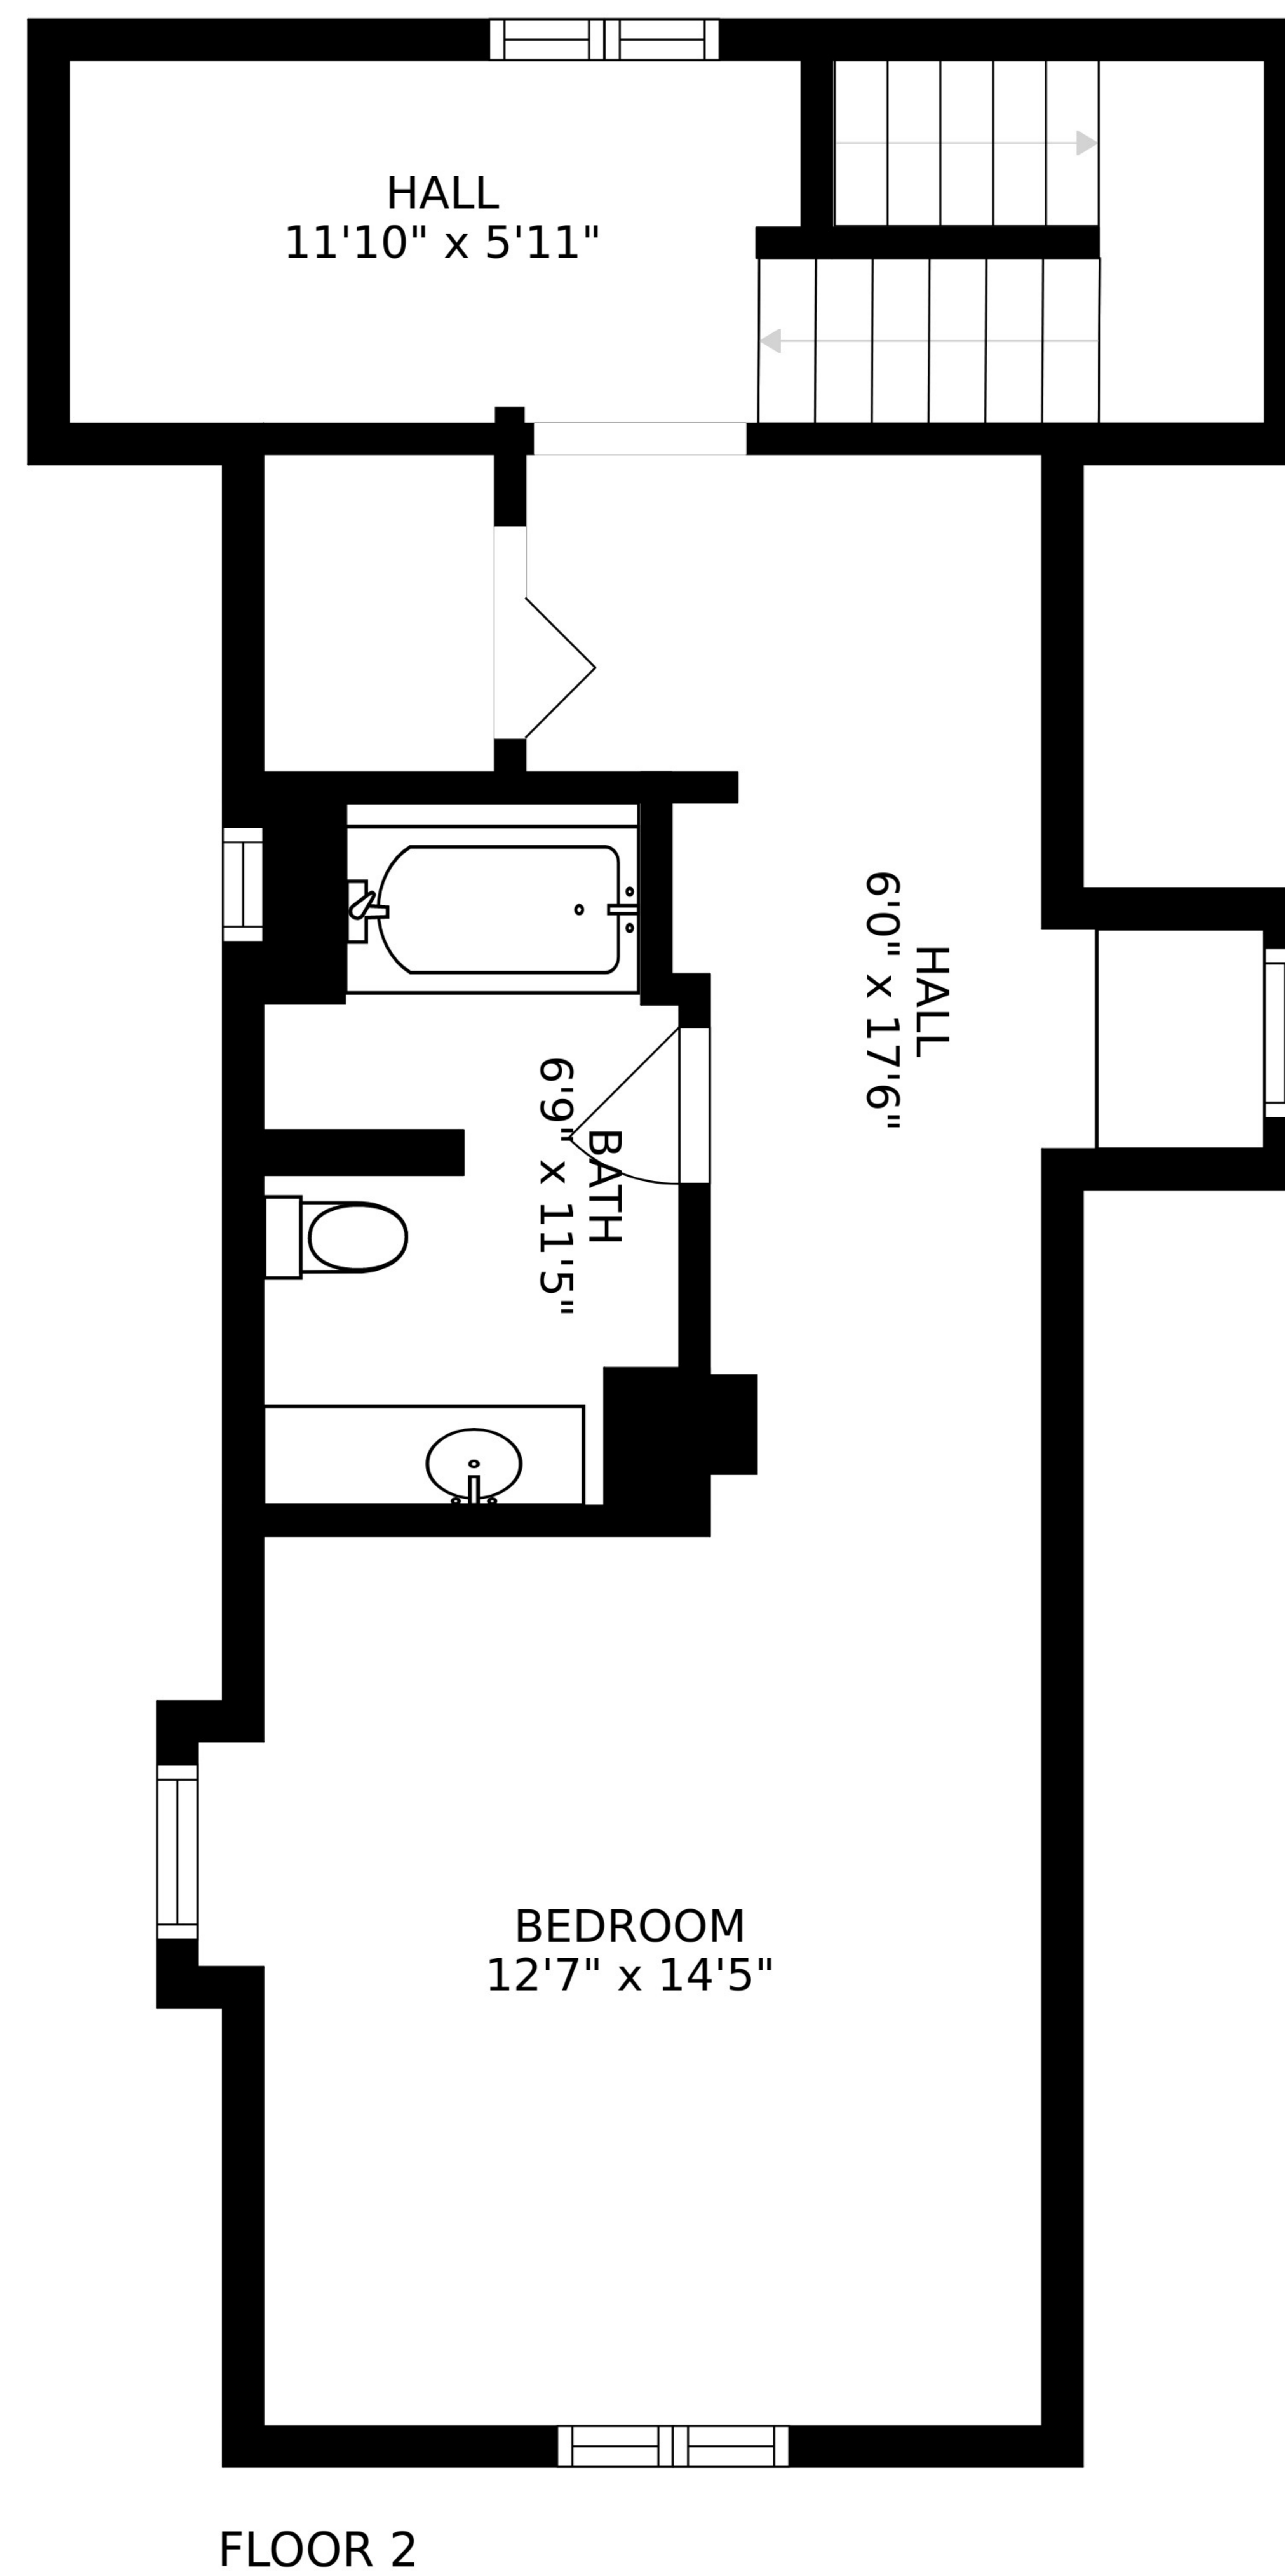 HALL
11'10" x 5'11"
HALL
6'0" x 17'6"
BATH
6'9" x 11'5"
BEDROOM
12'7" x 14'5"
FLOOR 2